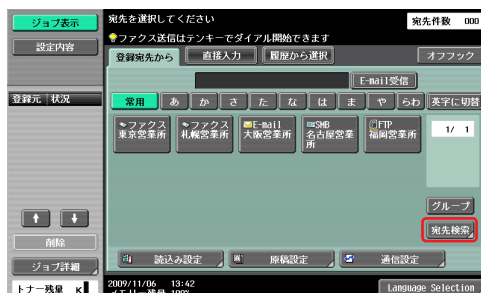 ジョブ表示
設定内容
宛先を選択してください
宛先件数 000
ファクス送信はテンキーでダイアル開始できます
登録宛先から
直接入力
履歴から選択
オフフック
E-mail受信
登録元 状況
常用 あ か さ た な は ま や らわ 英字に切替
ファクス
東京営業所
ファクス
札幌営業所
E-mail
大阪営業所
SMB
名古屋営業
所
FTP
福岡営業所
1/ 1
グループ
宛先検索
削除
ジョブ詳細
読込み設定
原稿設定
通信設定
トナー残量 K
2009/11/06 13:42
メモリー残量 100%
Language Selection